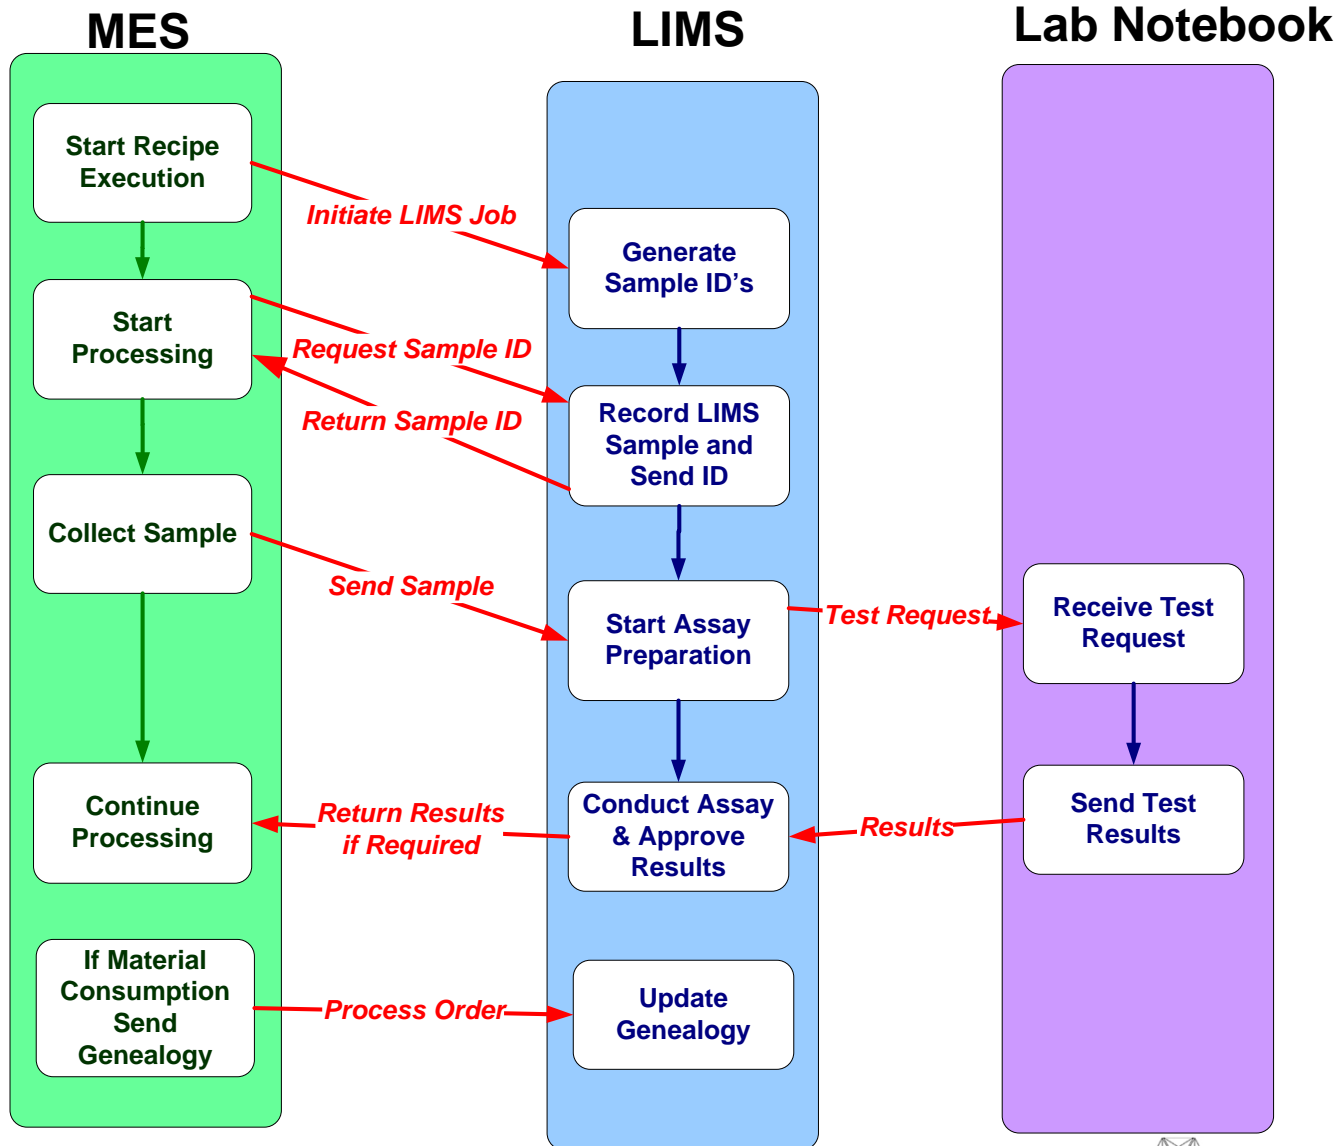 MES
LIMS
Lab Notebook
Start Recipe
Execution
Initiate LIMS Job
Generate
Sample ID’s
Start
Processing
Request Sample ID
Return Sample ID
Record LIMS
Sample and
Send ID
Collect Sample
Send Sample
Start Assay
Preparation
Test Request
Receive Test
Request
Continue
Processing
Return Results
if Required
Conduct Assay
& Approve
Results
Results
Send Test
Results
If Material
Consumption
Send
Genealogy
Process Order
Update
Genealogy